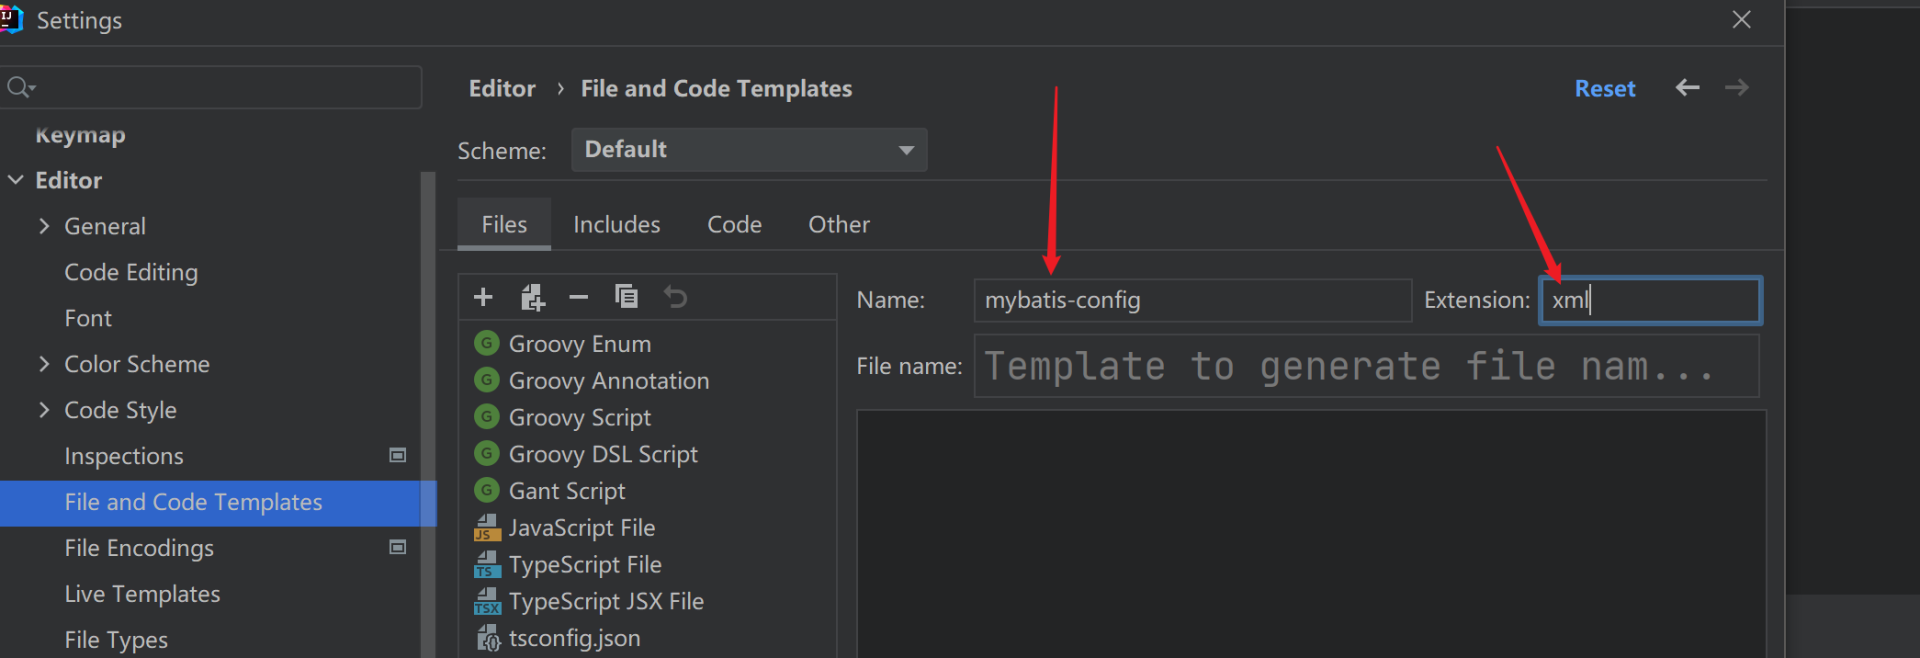 Settings
Keymap
Editor
General
Code Editing
Font
Color Scheme
Code Style
Inspections
File and Code Templates
File Encodings
Live Templates
File Types
Editor › File and Code Templates
Reset
Scheme: Default
Files Includes Code Other
Groovy Enum
Groovy Annotation
Groovy Script
Groovy DSL Script
Gant Script
JavaScript File
TypeScript File
TypeScript JSX File
tsconfig.json
Name: mybatis-config Extension: xml
File name: Template to generate file nam...